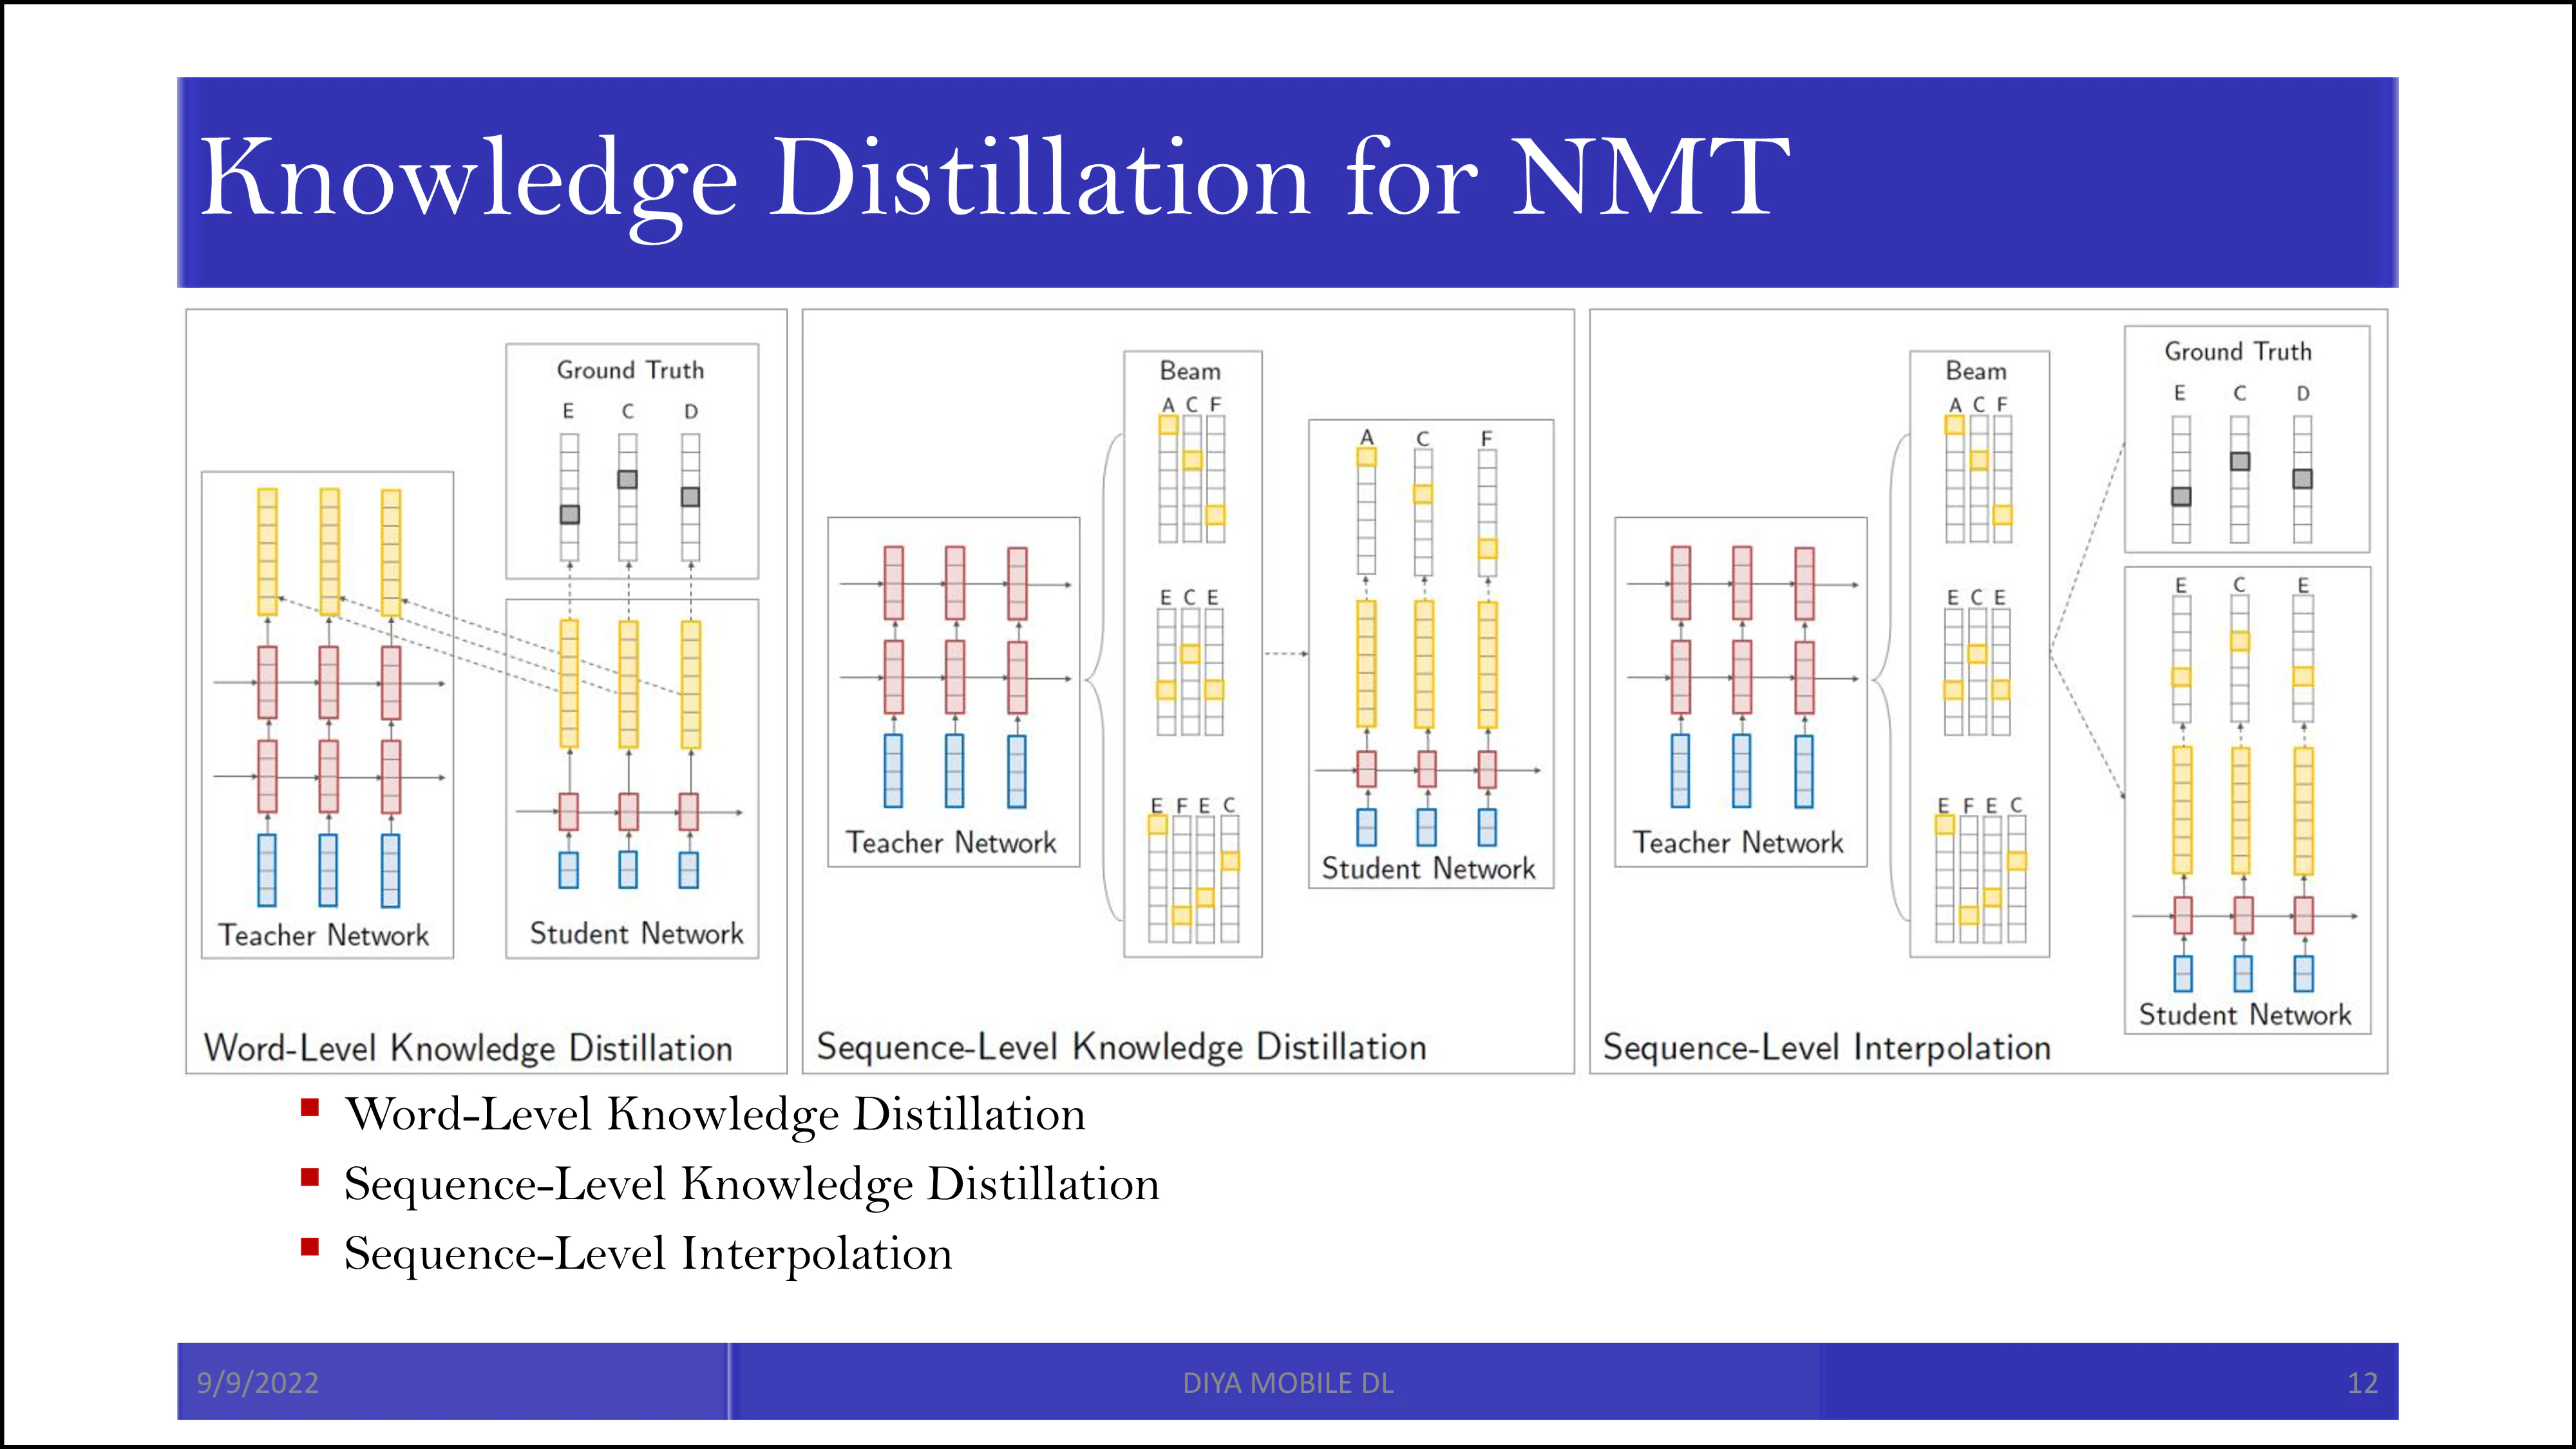 Knowledge Distillation for NMT
Ground Truth
E C D
Teacher Network
Student Network
Word-Level Knowledge Distillation
Beam
A C F
E C E
E F E C
Teacher Network
A C F
Student Network
Sequence-Level Knowledge Distillation
Beam
A C F
E C E
E F E C
Teacher Network
Ground Truth
E C D
E C E
Student Network
Sequence-Level Interpolation
Word-Level Knowledge Distillation
Sequence-Level Knowledge Distillation
Sequence-Level Interpolation
9/9/2022
DIYA MOBILE DL
12